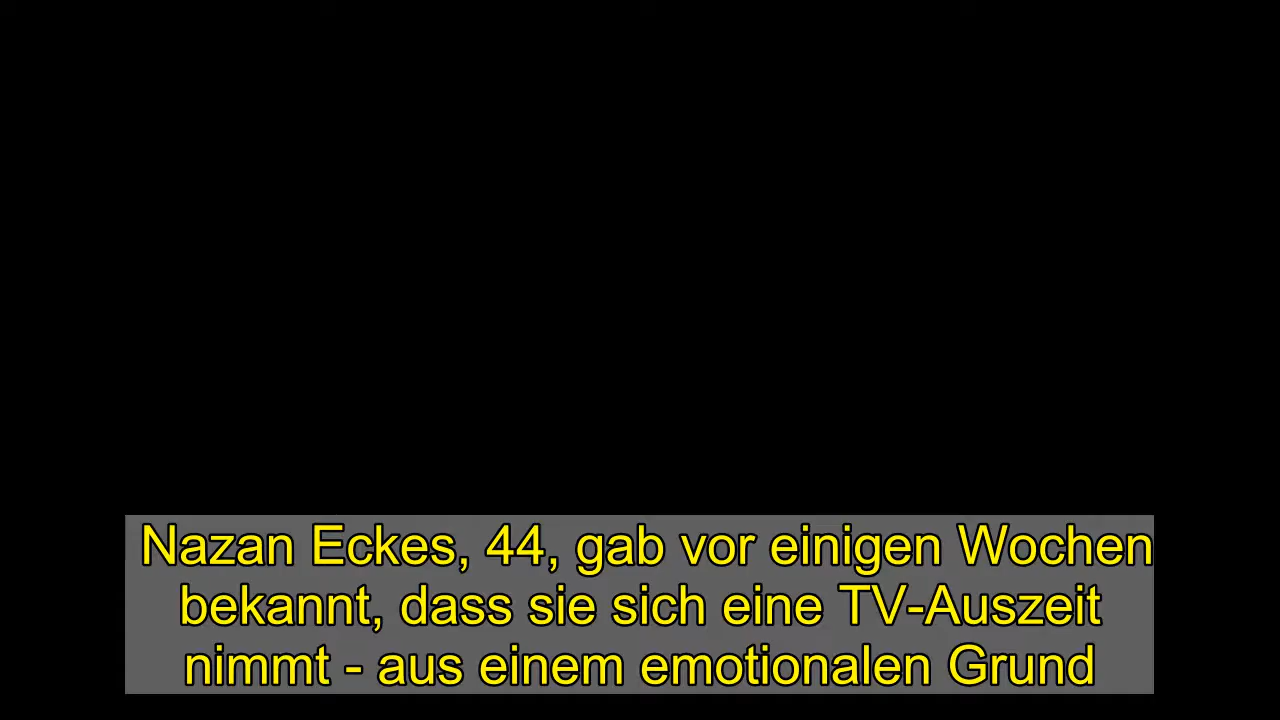 Nazan Eckes, 44, gab vor einigen Wochen
bekannt, dass sie sich eine TV-Auszeit
nimmt - aus einem emotionalen Grund